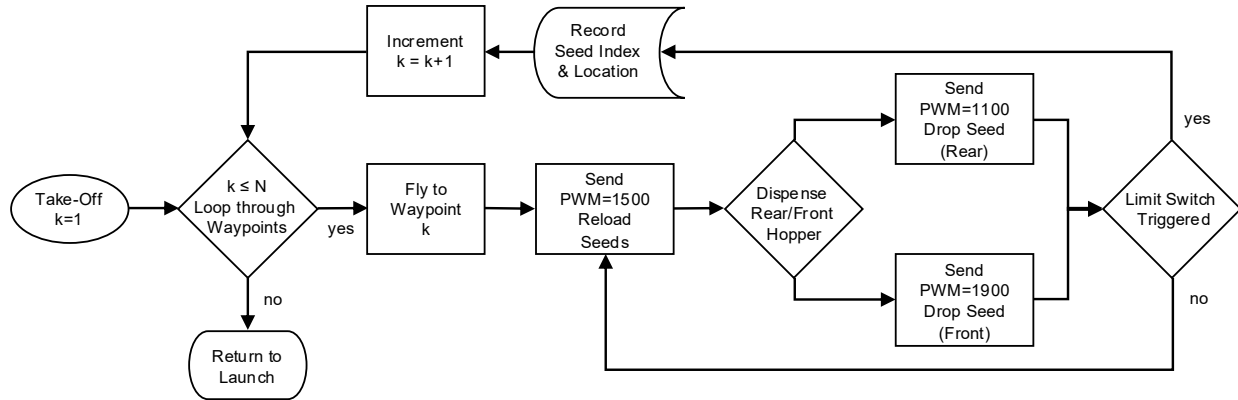 Increment
k = k+1
Record
Seed Index
& Location
Send
PWM=1100
Drop Seed
(Rear)
yes
Take-Off
k=1
k ≤ N
Loop through
Waypoints
yes
no
Fly to
Waypoint
k
Send
PWM=1500
Reload
Seeds
Dispense
Rear/Front
Hopper
Limit Switch
Triggered
Send
PWM=1900
Drop Seed
(Front)
no
Return to
Launch